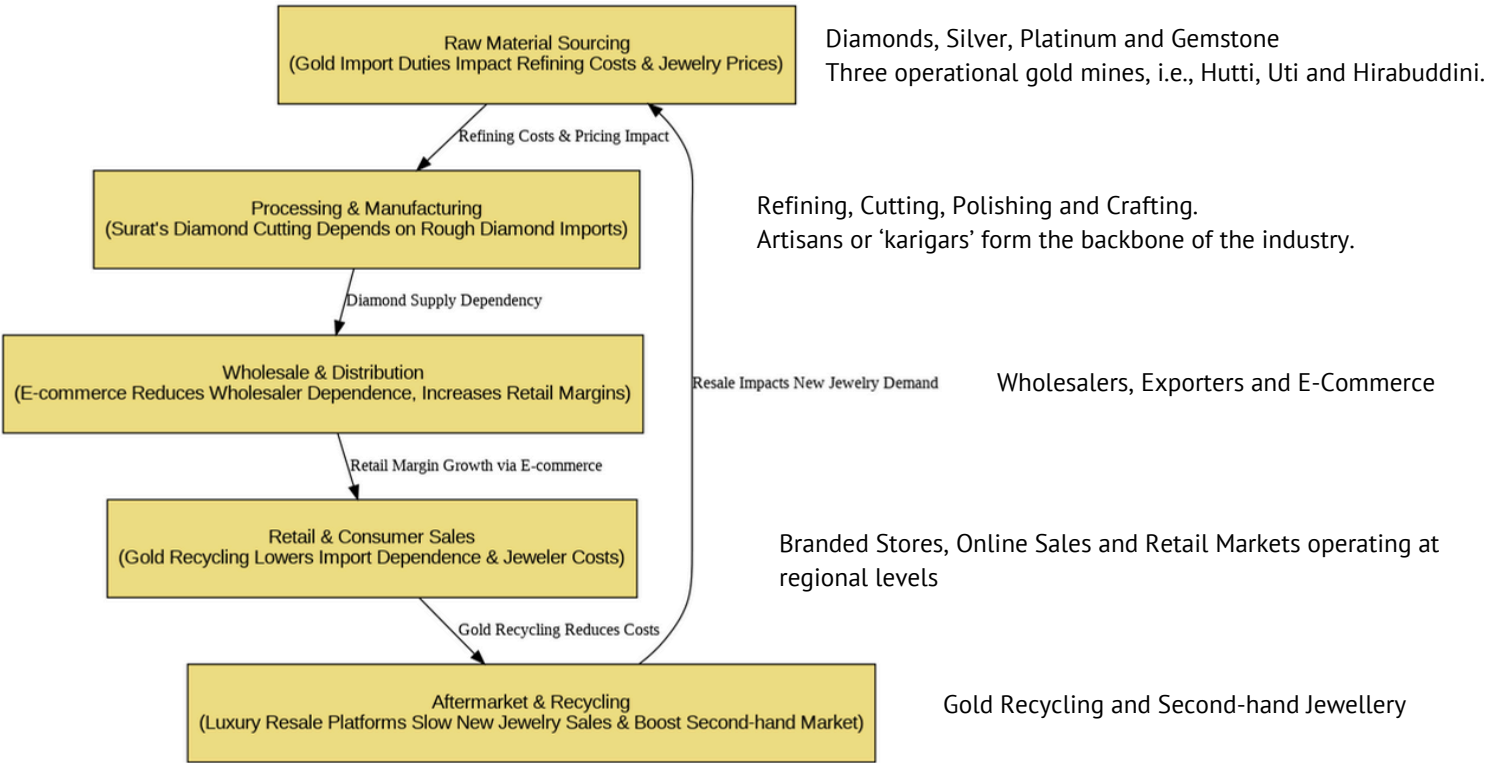 Raw Material Sourcing
(Gold Import Duties Impact Refining Costs & Jewelry Prices)
Diamonds, Silver, Platinum and Gemstone
Three operational gold mines, i.e., Hutti, Uti and Hirabuddini.
Refining Costs & Pricing Impact
Processing & Manufacturing
(Surat's Diamond Cutting Depends on Rough Diamond Imports)
Refining, Cutting, Polishing and Crafting.
Artisans or ‘karigars’ form the backbone of the industry.
Diamond Supply Dependency
Wholesale & Distribution
(E-commerce Reduces Wholesaler Dependence, Increases Retail Margins)
Resale Impacts New Jewelry Demand
Wholesalers, Exporters and E-Commerce
Retail Margin Growth via E-commerce
Retail & Consumer Sales
(Gold Recycling Lowers Import Dependence & Jeweler Costs)
Branded Stores, Online Sales and Retail Markets operating at
regional levels
Gold Recycling Reduces Costs
Aftermarket & Recycling
(Luxury Resale Platforms Slow New Jewelry Sales & Boost Second-hand Market)
Gold Recycling and Second-hand Jewellery